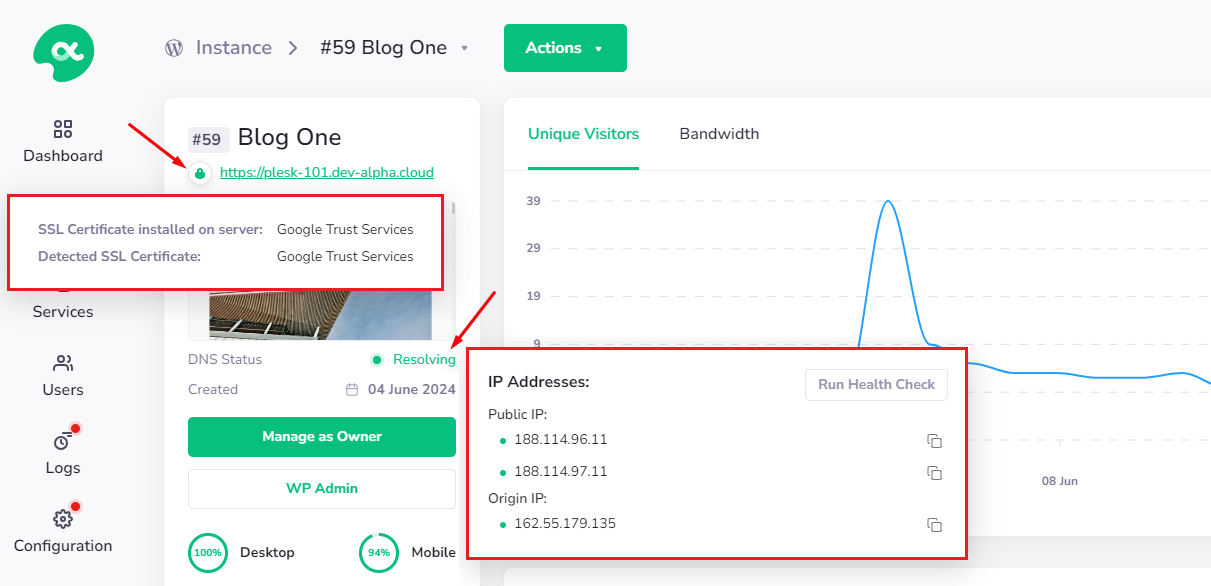 Instance
#59 Blog One
Actions
Dashboard
Services
Users
Logs
Configuration
#59 Blog One
https://plesk-101.dev-alpha.cloud
SSL Certificate installed on server: Google Trust Services
Detected SSL Certificate: Google Trust Services
DNS Status Resolving
Created 04 June 2024
Manage as Owner
WP Admin
100% Desktop 94% Mobile
Unique Visitors Bandwidth
39
29
19
9
08 Jun
IP Addresses: Run Health Check
Public IP:
188.114.96.11
188.114.97.11
Origin IP:
162.55.179.135